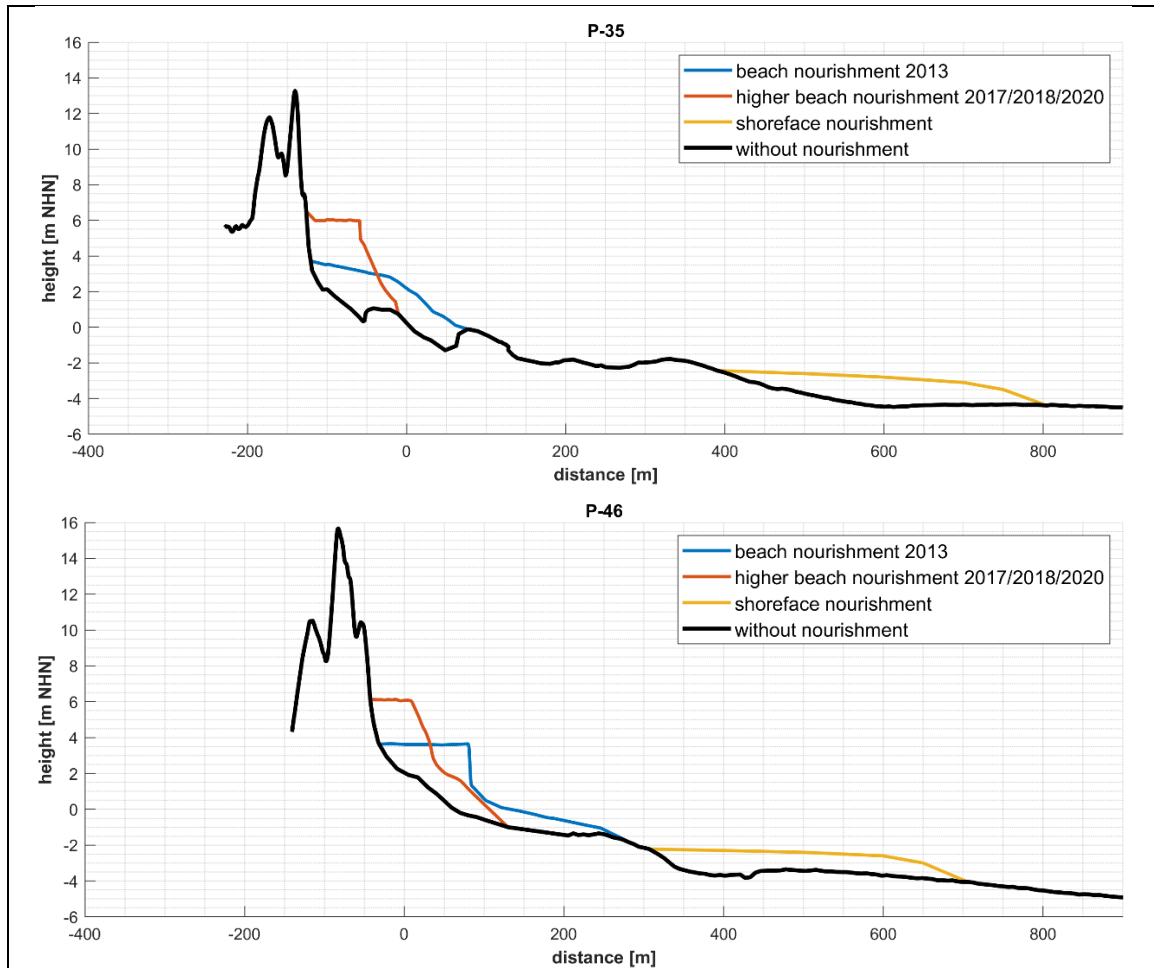 P-35
16
14
12
10
8
6
4
2
0
-2
-4
-6
height [m NHN]
beach nourishment 2013
higher beach nourishment 2017/2018/2020
shoreface nourishment
without nourishment
-400 -200 0 200 400 600 800
distance [m]
P-46
16
14
12
10
8
6
4
2
0
-2
-4
-6
height [m NHN]
beach nourishment 2013
higher beach nourishment 2017/2018/2020
shoreface nourishment
without nourishment
-400 -200 0 200 400 600 800
distance [m]